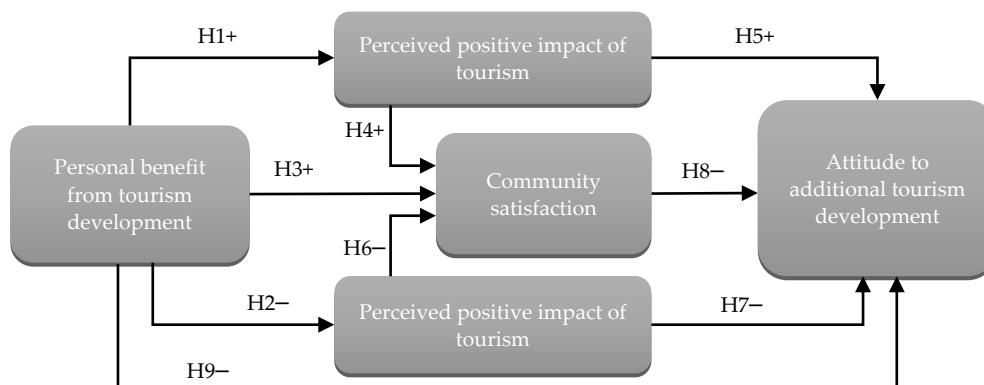 H1+
Perceived positive impact of
tourism
H5+
H4+
Personal benefit
from tourism
development
H3+
Community
satisfaction
H8−
Attitude to
additional tourism
development
H6−
H2−
Perceived positive impact of
tourism
H7−
H9−